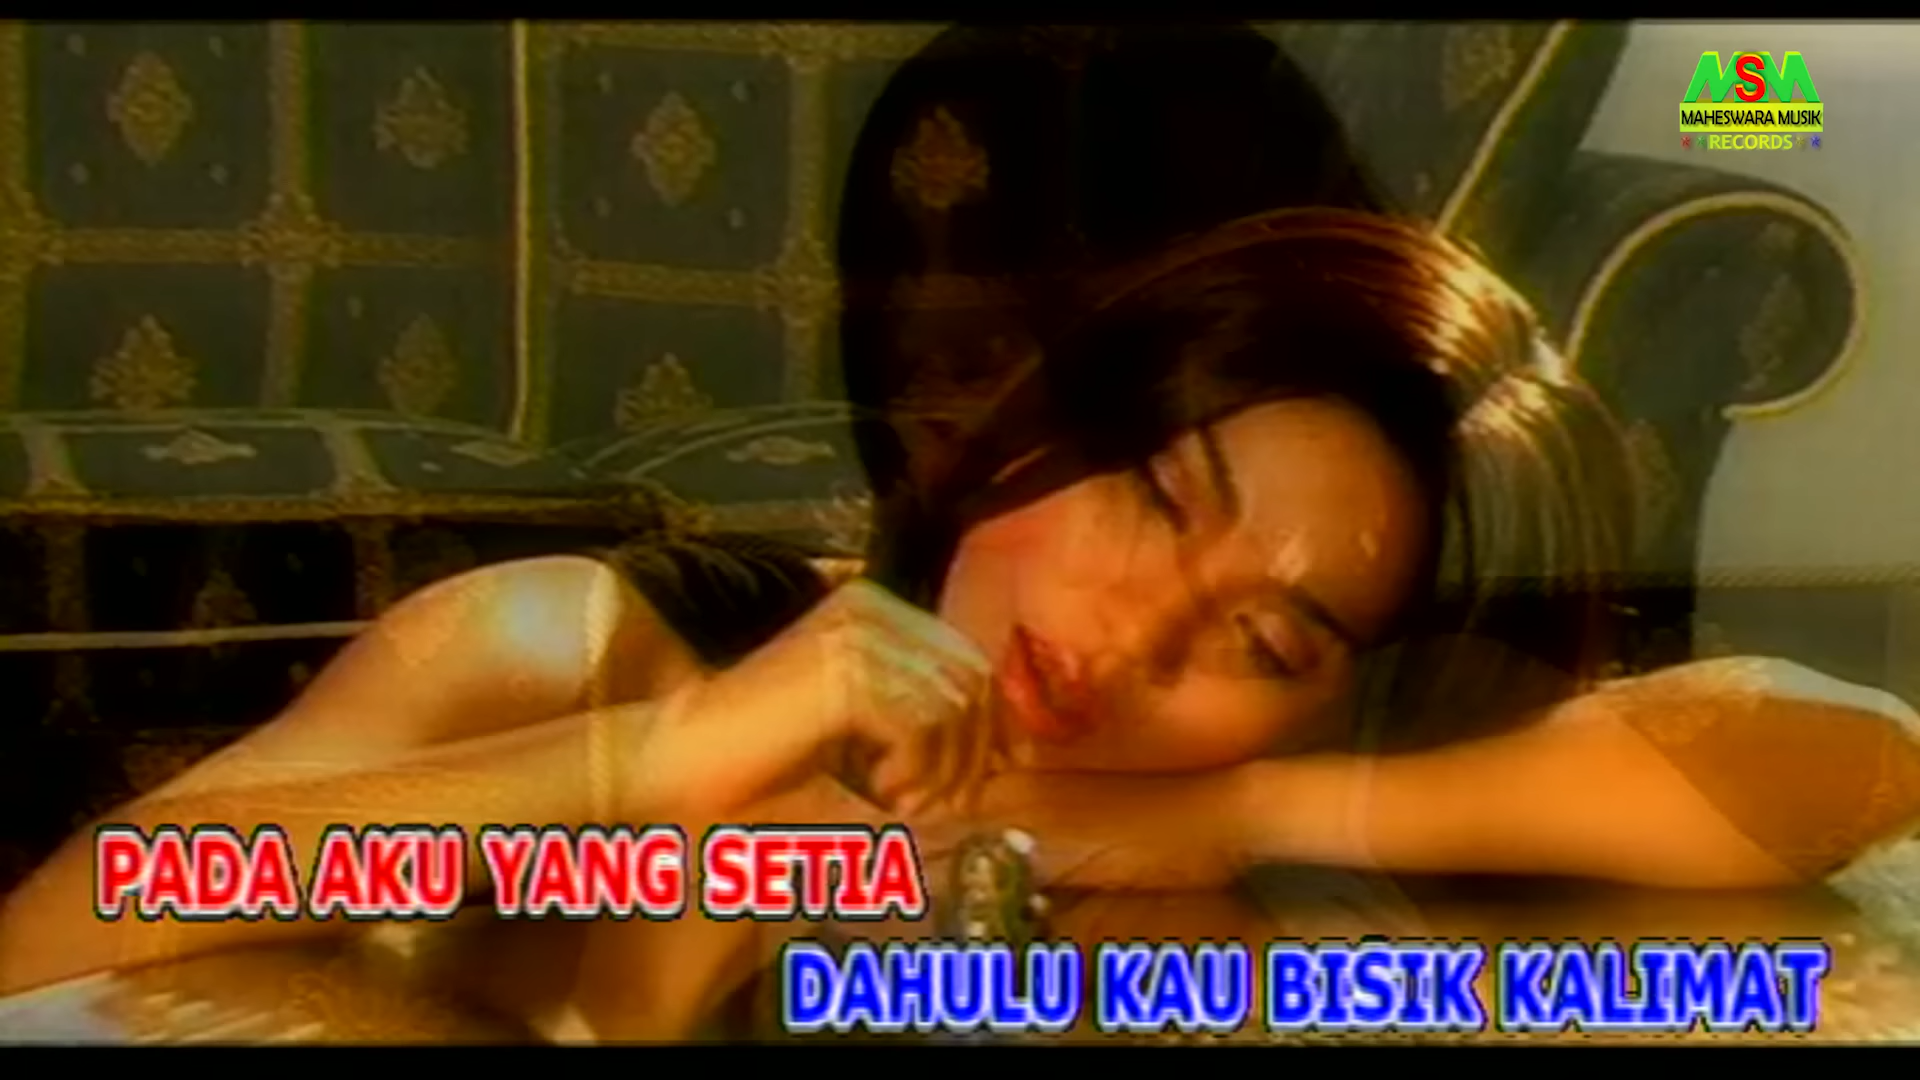 MSM
MAHESWARA MUSIK
RECORDS
PADA AKU YANG SETIA
DAHULU KAU BISIK KALIMAT